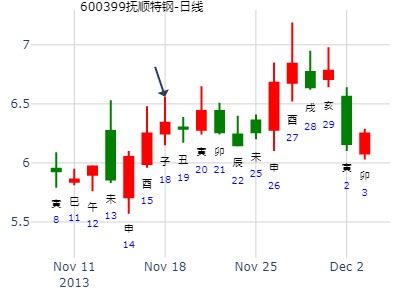 600399抚顺特钢-日线
7
6.5
6
5.5
寅 8
巳 11
午 12
未 13
申 14
酉 15
子 18
丑 19
寅 20
卯 21
辰 22
未 25
申 26
酉 27
戌 28
亥 29
寅 2
卯 3
Nov 11 Nov 18 Nov 25 Dec 2
2013